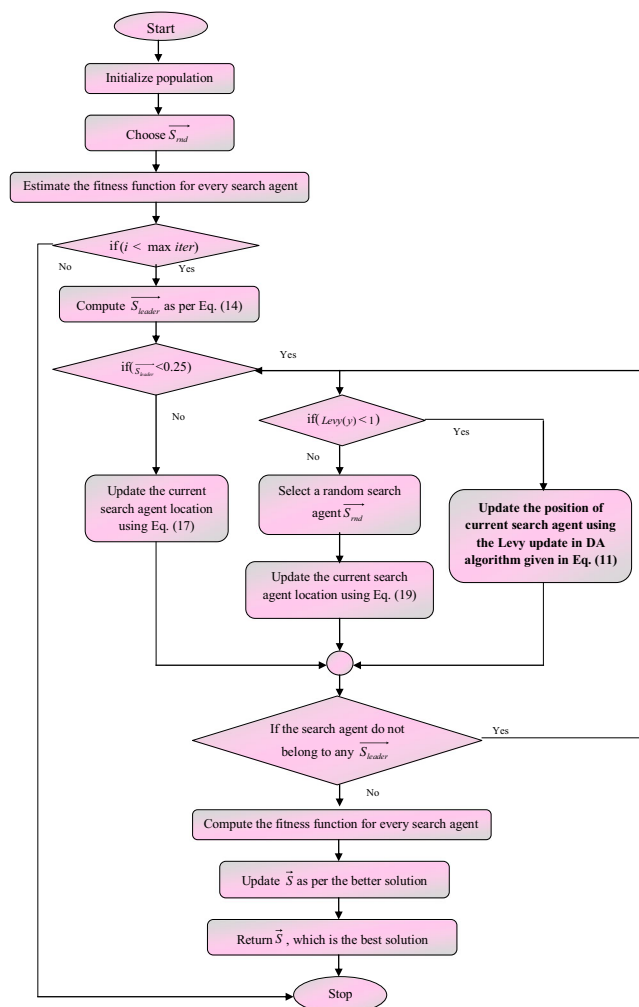 Start
Initialize population
Choose S_rnd
Estimate the fitness function for every search agent
if(i < max iter)
No
Yes
Compute S_leader as per Eq. (14)
if(S_leader<0.25)
Yes
No
if(Levy(y)<1)
Yes
No
Update the current
search agent location
using Eq. (17)
Select a random search
agent S_rnd
Update the position of
current search agent using
the Levy update in DA
algorithm given in Eq. (11)
Update the current search
agent location using Eq. (19)
If the search agent do not
belong to any S_leader
Yes
No
Compute the fitness function for every search agent
Update S as per the better solution
Return S , which is the best solution
Stop